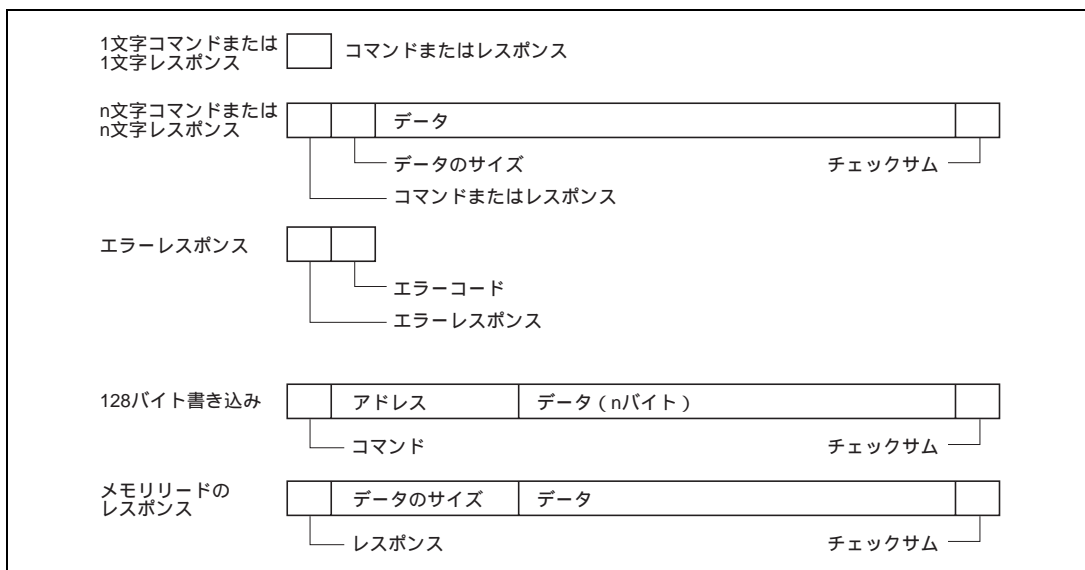 1文字コマンドまたは
1文字レスポンス
コマンドまたはレスポンス
n文字コマンドまたは
n文字レスポンス
データ
データのサイズ
チェックサム
コマンドまたはレスポンス
エラーレスポンス
エラーコード
エラーレスポンス
128バイト書き込み
アドレス
データ（nバイト）
コマンド
チェックサム
メモリリードの
レスポンス
データのサイズ
データ
レスポンス
チェックサム